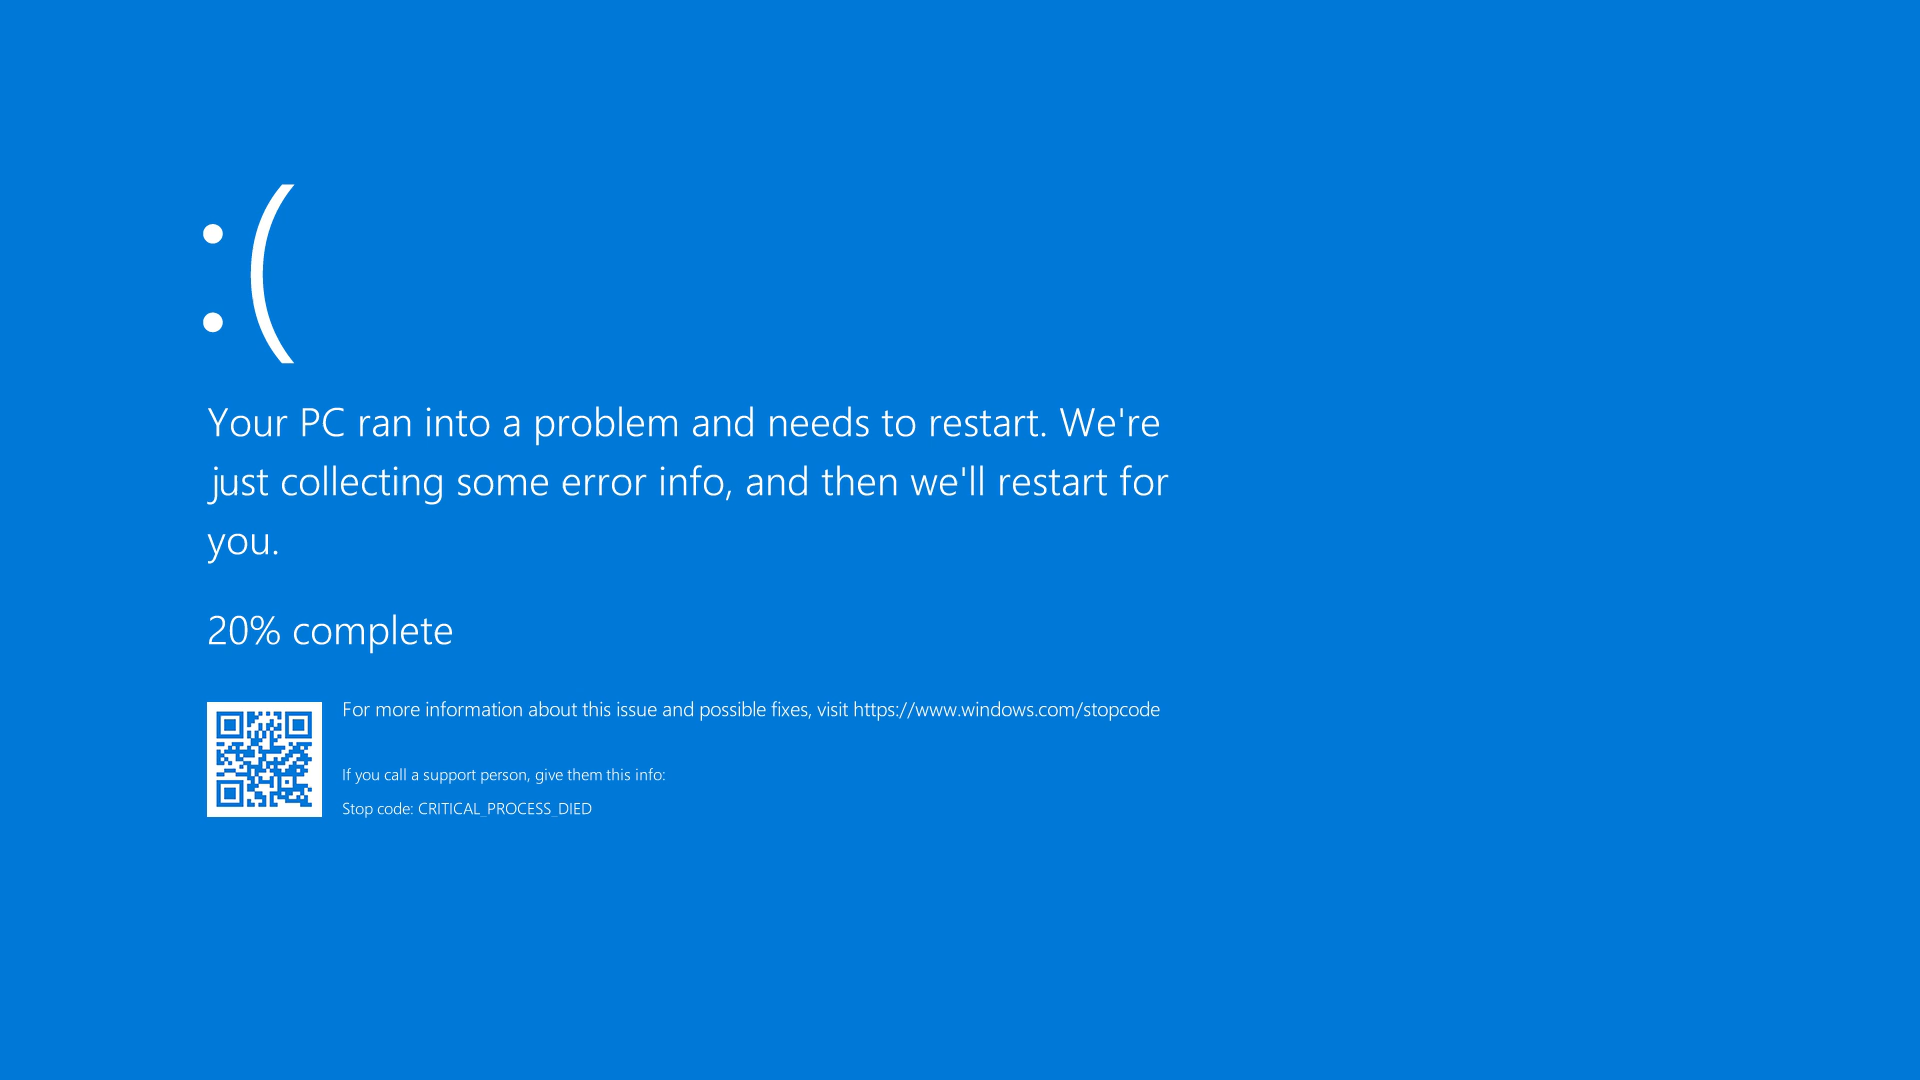 :(
Your PC ran into a problem and needs to restart. We're
just collecting some error info, and then we'll restart for
you.
20% complete
For more information about this issue and possible fixes, visit https://www.windows.com/stopcode
If you call a support person, give them this info:
Stop code: CRITICAL_PROCESS_DIED